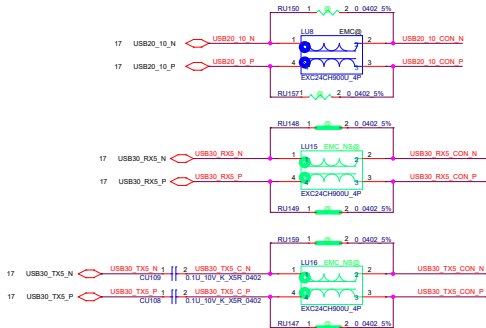 RU150 1 @ 2 0_0402_5%
LU8 EMC@
17 USB20_10_N USB20_10_N 1 2 USB20_10_CON_N
17 USB20_10_P USB20_10_P 4 3 USB20_10_CON_P
EXC24CH900U_4P
RU157 1 @ 2 0_0402_5%
RU148 1 @ 2 0_0402_5%
LU15 EMC_NS@
17 USB30_RX5_N USB30_RX5_N 1 2 USB30_RX5_CON_N
17 USB30_RX5_P USB30_RX5_P 4 3 USB30_RX5_CON_P
EXC24CH900U_4P
RU149 1 @ 2 0_0402_5%
RU159 1 @ 2 0_0402_5%
LU16 EMC_NS@
17 USB30_TX5_N USB30_TX5_N 1 2 USB30_TX5_C_N 1 2 USB30_TX5_CON_N
CU109 0.1U_10V_K_X5R_0402
17 USB30_TX5_P USB30_TX5_P 1 2 USB30_TX5_C_P 4 3 USB30_TX5_CON_P
CU108 0.1U_10V_K_X5R_0402
EXC24CH900U_4P
RU147 1 @ 2 0_0402_5%